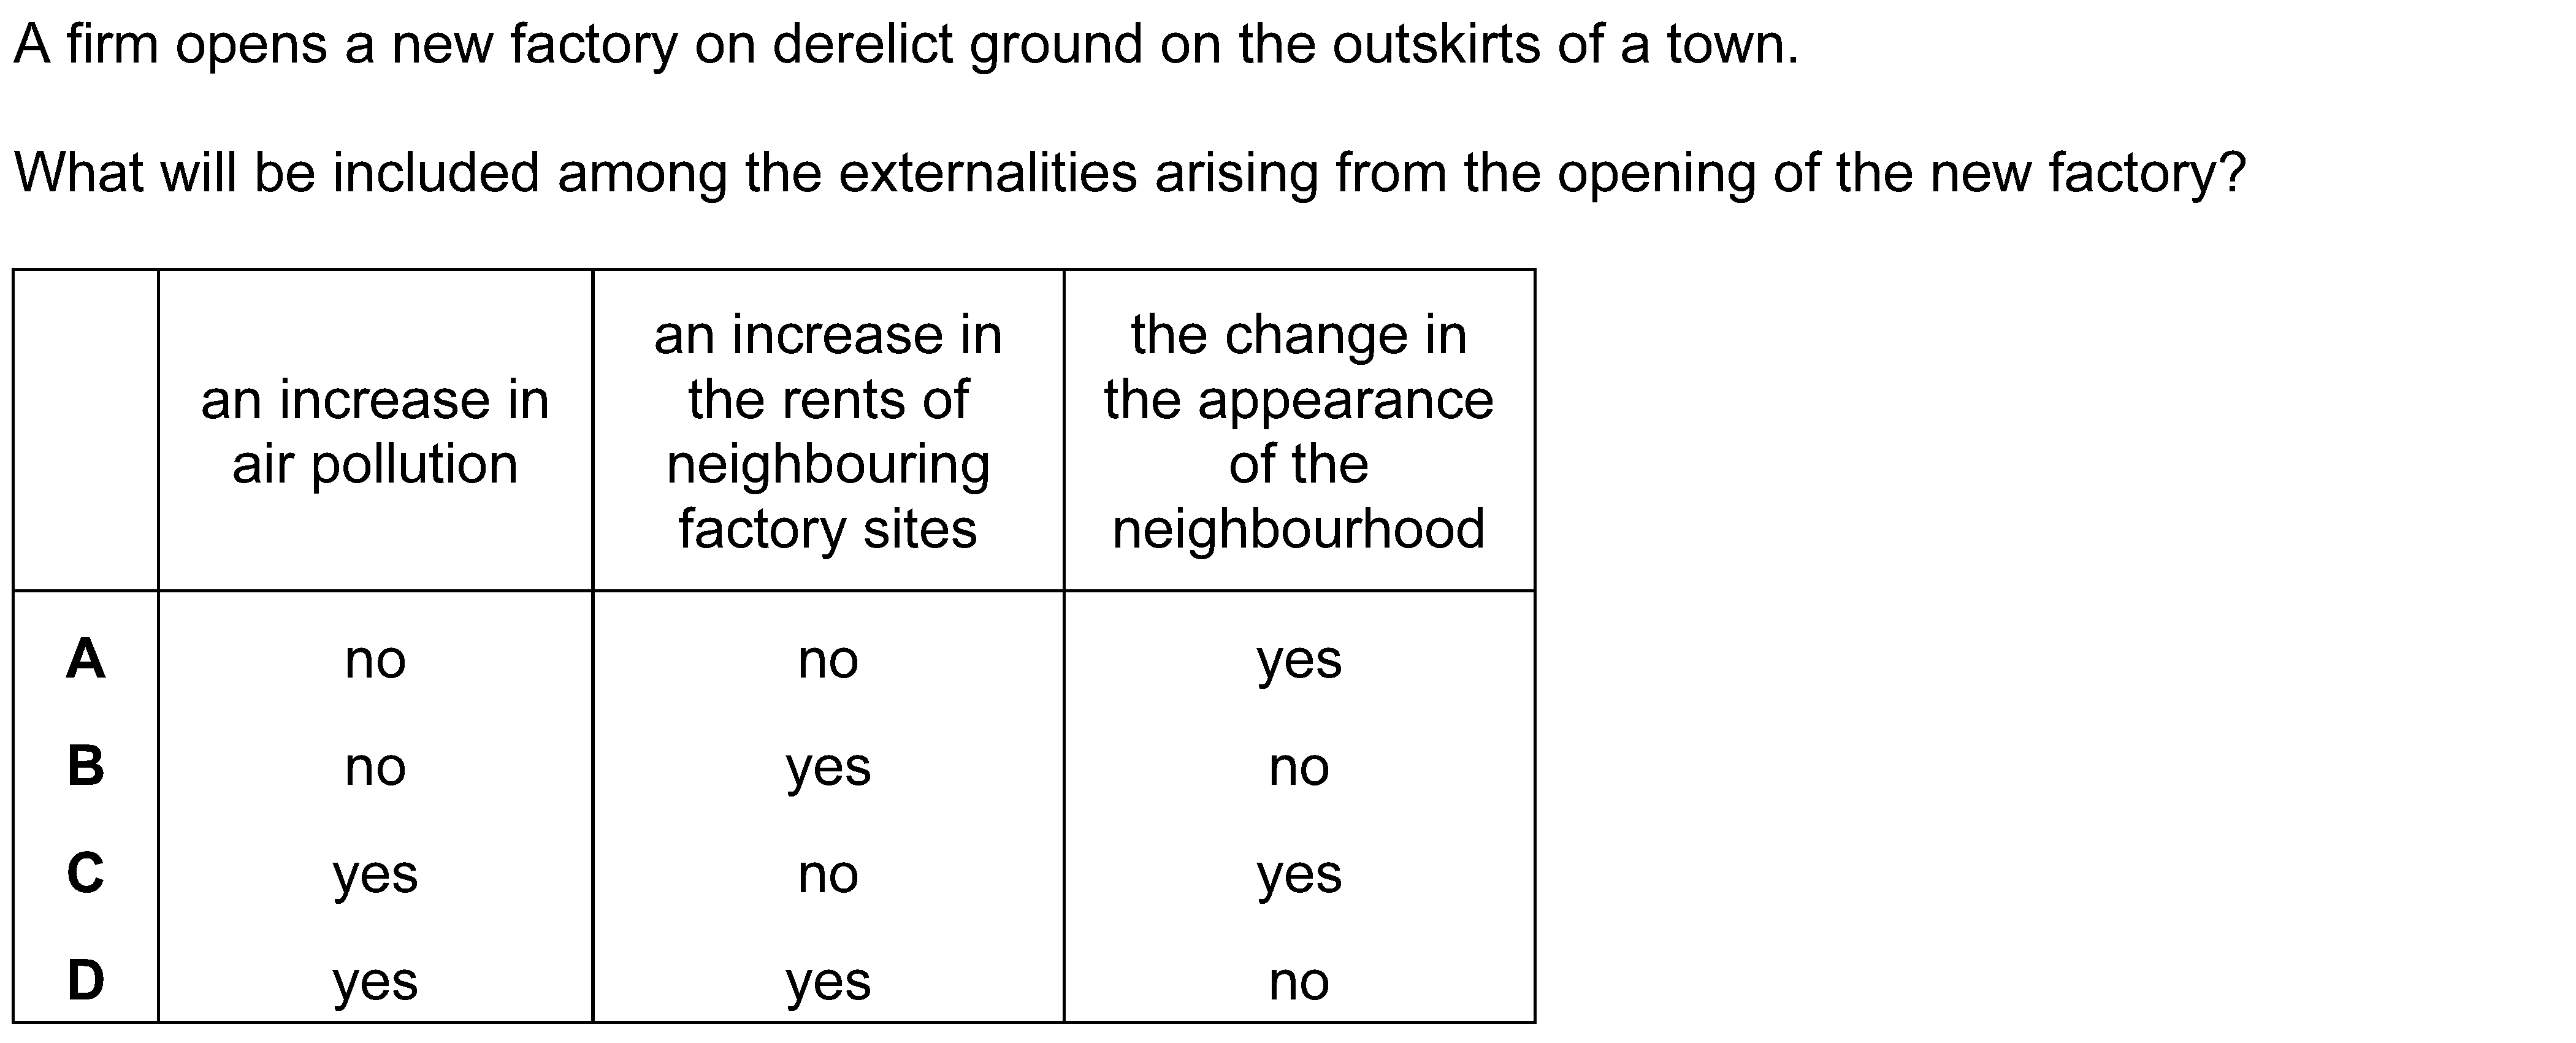 A firm opens a new factory on derelict ground on the outskirts of a town.
What will be included among the externalities arising from the opening of the new factory?
an increase in
air pollution
an increase in
the rents of
neighbouring
factory sites
the change in
the appearance
of the
neighbourhood
A no no yes
B no yes no
C yes no yes
D yes yes no